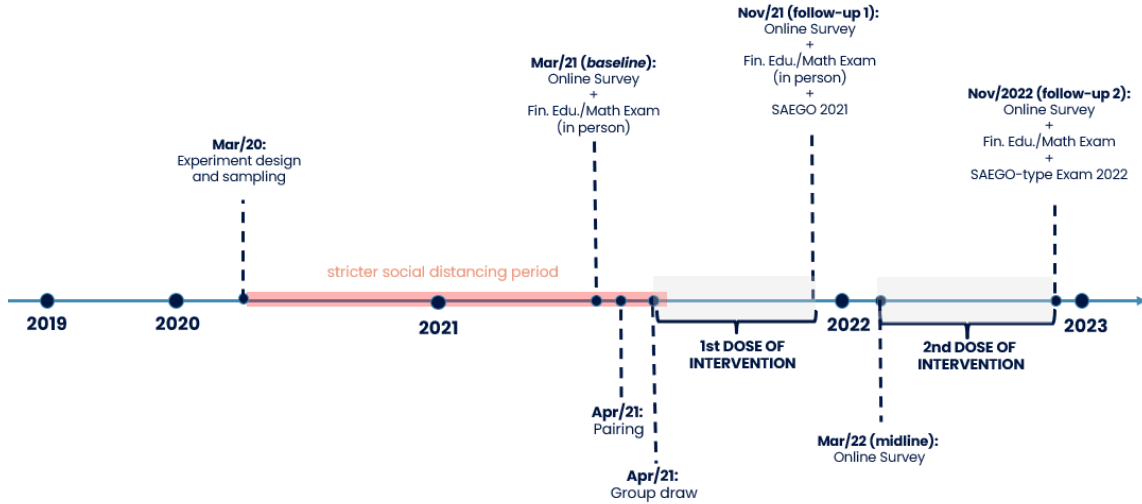 Nov/21 (follow-up 1):
Online Survey
+
Fin. Edu./Math Exam
(in person)
+
SAEGO 2021
Mar/21 (baseline):
Online Survey
+
Fin. Edu./Math Exam
(in person)
Nov/2022 (follow-up 2):
Online Survey
+
Fin. Edu./Math Exam
+
SAEGO-type Exam 2022
Mar/20:
Experiment design
and sampling
stricter social distancing period
2019
2020
2021
2022
2023
1st DOSE OF
INTERVENTION
2nd DOSE OF
INTERVENTION
Apr/21:
Pairing
Mar/22 (midline):
Online Survey
Apr/21:
Group draw